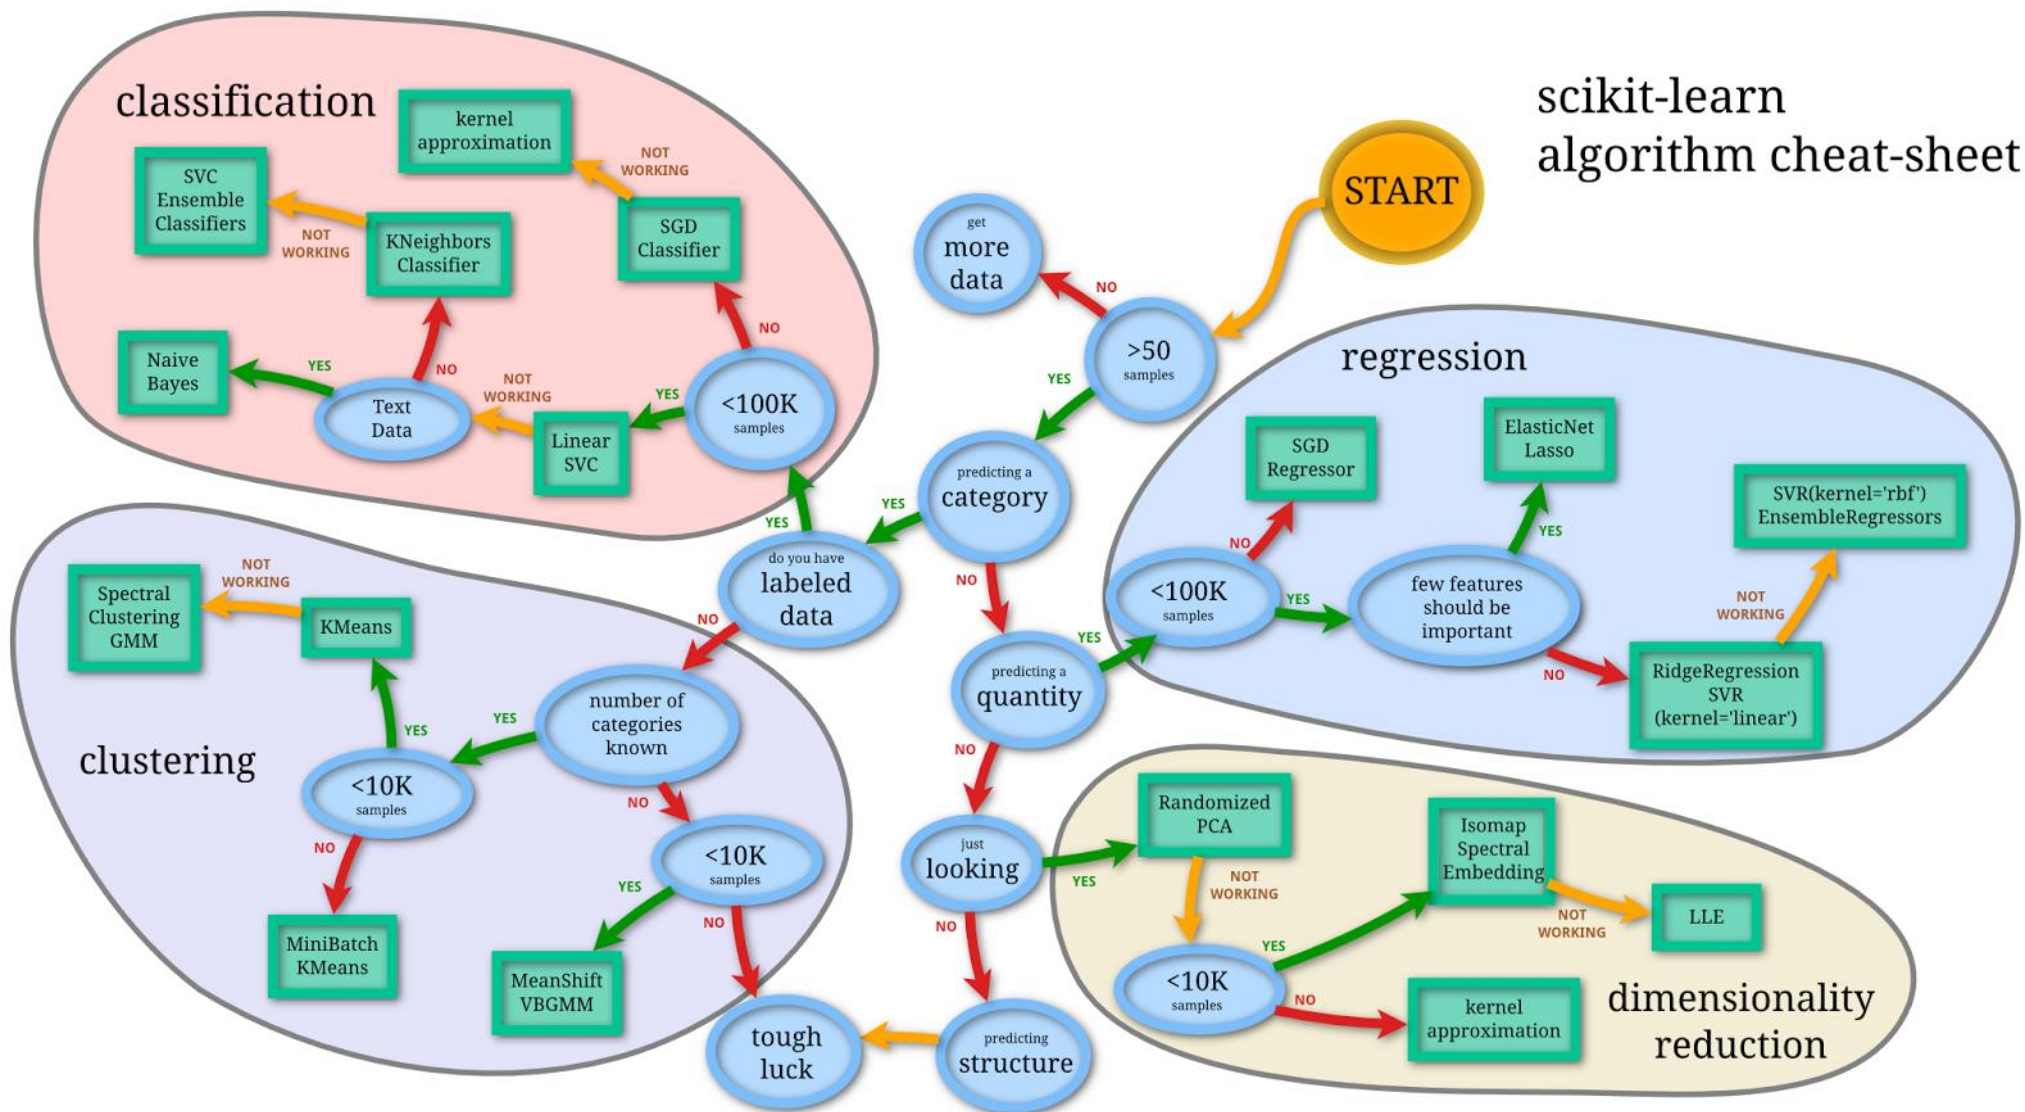 scikit-learn
algorithm cheat-sheet
START
get
more
data
NO
>50
samples
YES
predicting a
category
YES
NO
do you have
labeled
data
YES
NO
predicting a
quantity
YES
NO
just
looking
YES
NO
predicting
structure
tough
luck
classification
kernel
approximation
NOT
WORKING
SGD
Classifier
NO
<100K
samples
YES
Linear
SVC
NOT
WORKING
Text
Data
YES
Naive
Bayes
NO
KNeighbors
Classifier
NOT
WORKING
SVC
Ensemble
Classifiers
regression
<100K
samples
NO
SGD
Regressor
YES
few features
should be
important
YES
ElasticNet
Lasso
NO
RidgeRegression
SVR
(kernel='linear')
NOT
WORKING
SVR(kernel='rbf')
EnsembleRegressors
clustering
number of
categories
known
YES
<10K
samples
YES
KMeans
NOT
WORKING
Spectral
Clustering
GMM
NO
MiniBatch
KMeans
NO
<10K
samples
YES
MeanShift
VBGMM
NO
dimensionality
reduction
Randomized
PCA
NOT
WORKING
<10K
samples
YES
Isomap
Spectral
Embedding
NOT
WORKING
LLE
NO
kernel
approximation